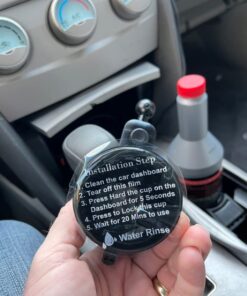 Installation Step
1. Clean the car dashboard
2. Tear off this film
3. Press Hard the cup on the
Dashboard for 5 Seconds
4. Press to Lock this cup
5. Wait for 20 Mins to use
Water Rinse